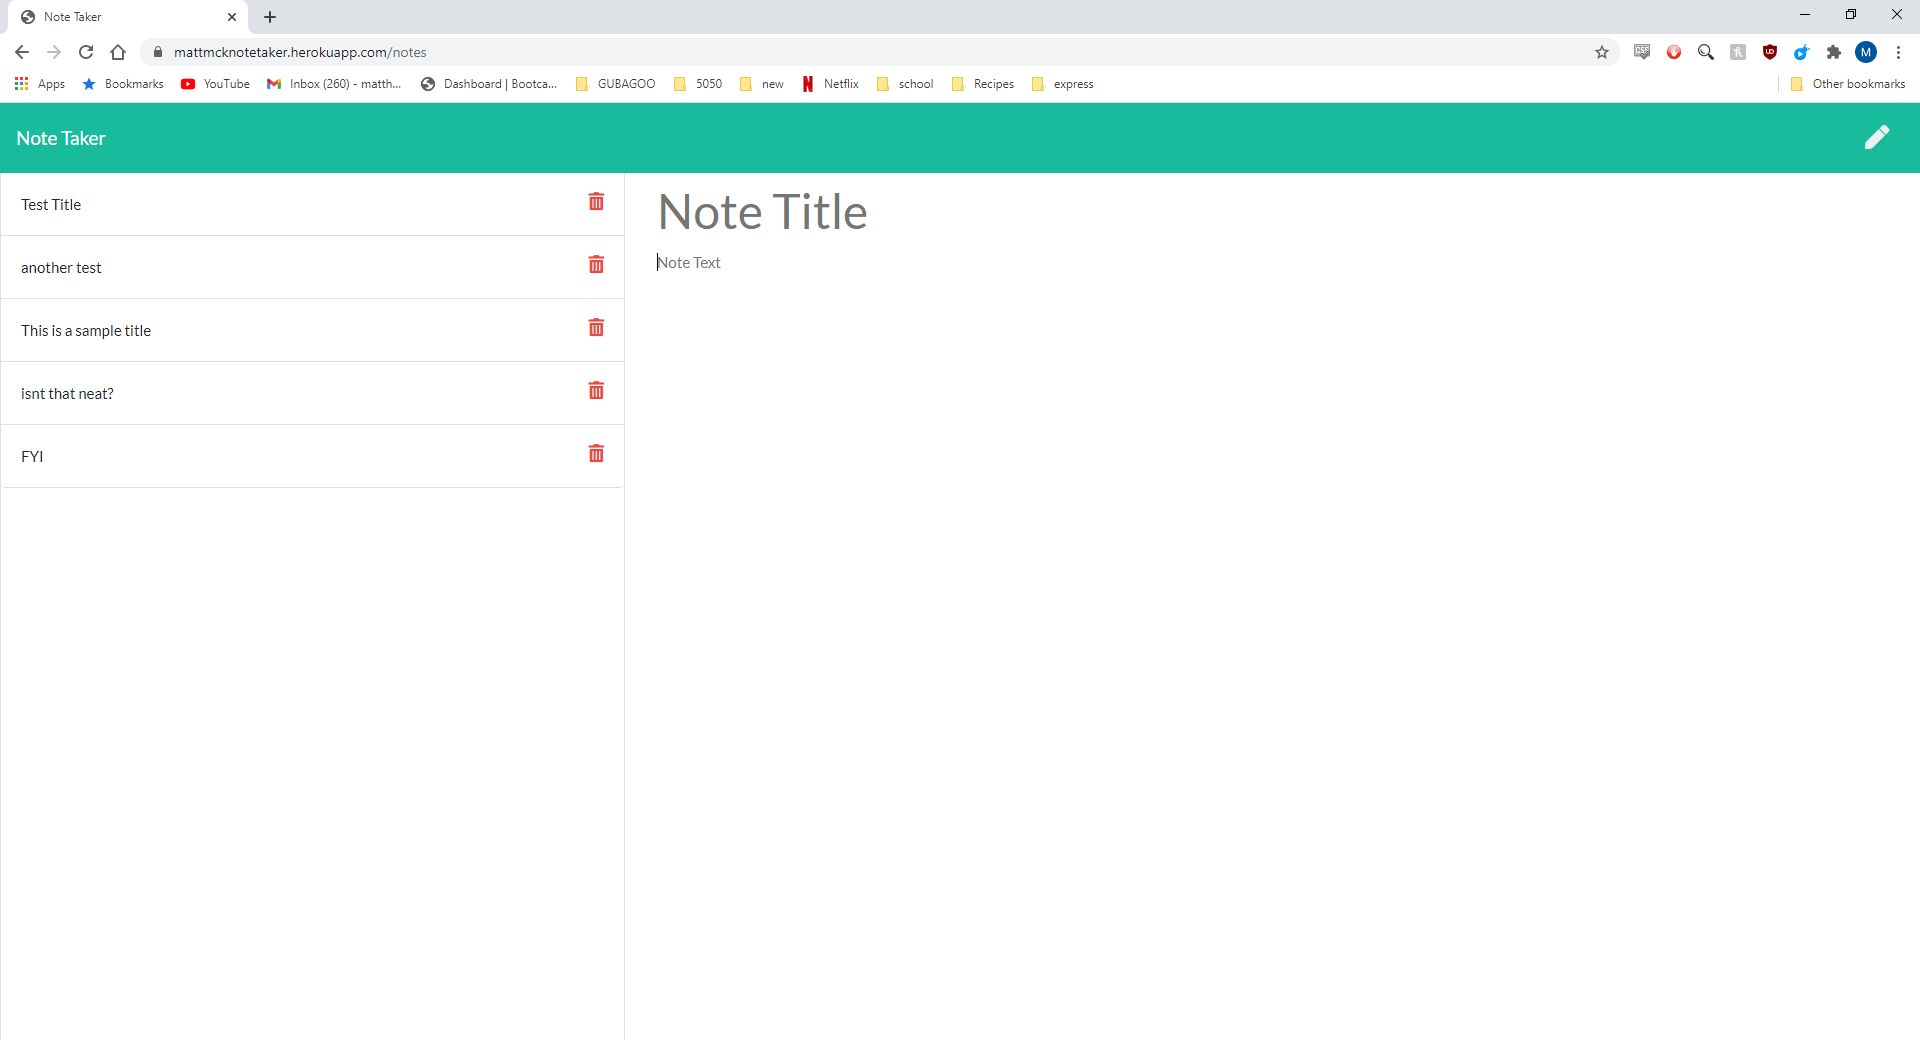 Note Taker
mattmcknotetaker.herokuapp.com/notes
Apps Bookmarks YouTube Inbox (260) - matth... Dashboard | Bootca... GUBAGOO 5050 new Netflix school Recipes express Other bookmarks
Note Taker
Test Title
another test
This is a sample title
isnt that neat?
FYI
Note Title
Note Text